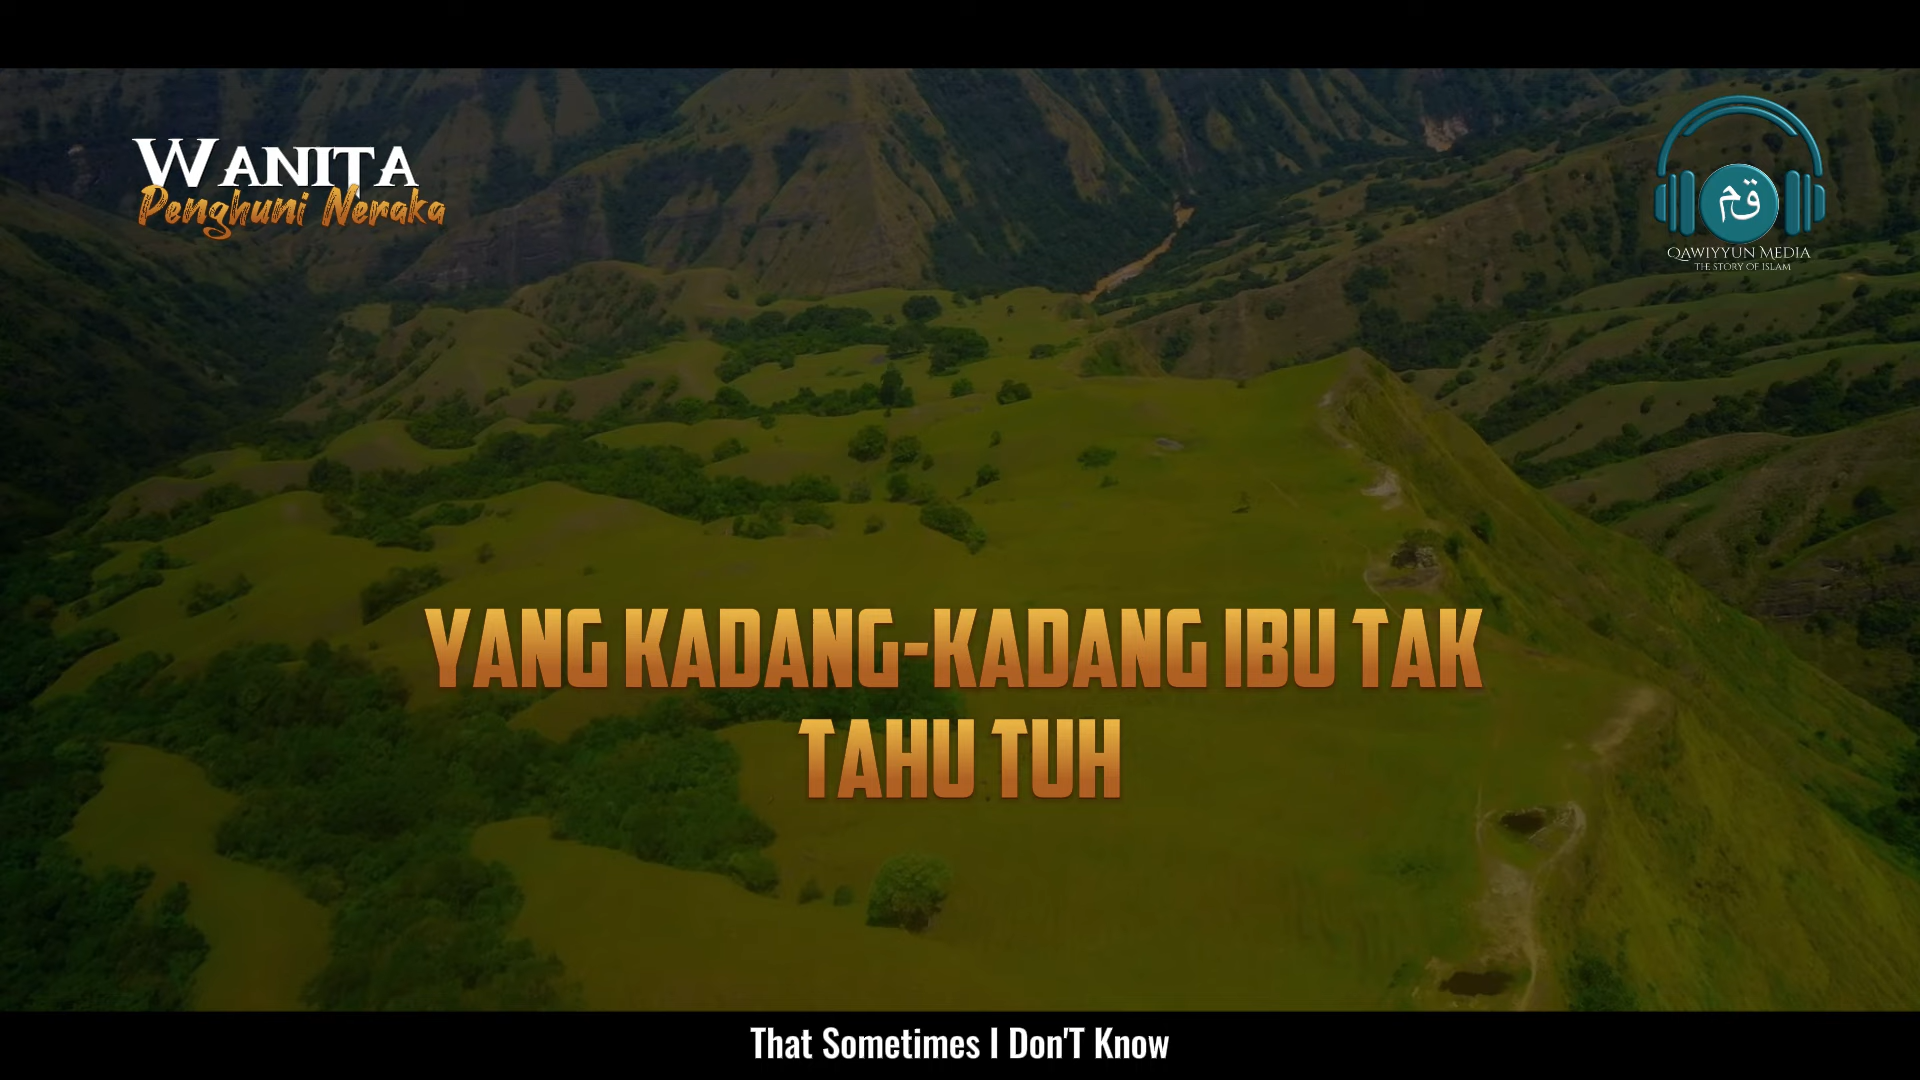 WANITA
Penghuni Neraka
قم
QAWIYYUN MEDIA
THE STORY OF ISLAM
YANG KADANG-KADANG IBU TAK
TAHU TUH
That Sometimes I Don'T Know